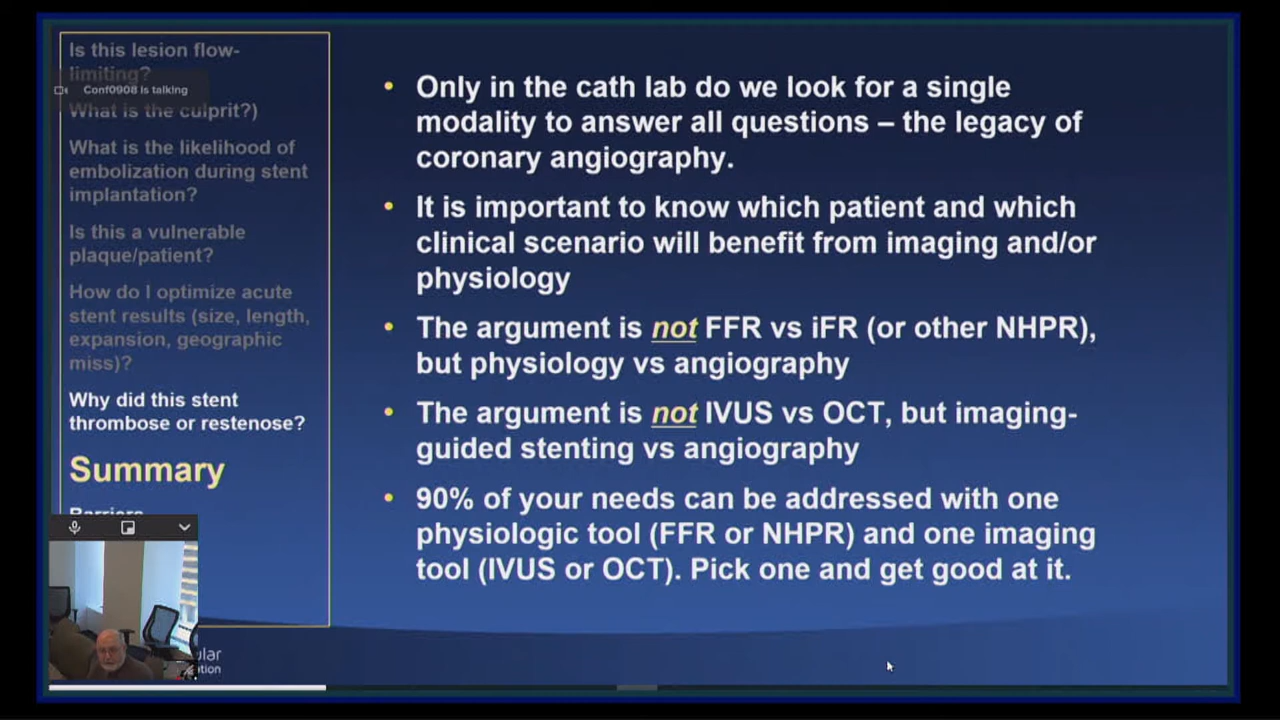 Is this lesion flow-
limiting?
Conf0908 is talking
What is the culprit?)
What is the likelihood of
embolization during stent
implantation?
Is this a vulnerable
plaque/patient?
How do I optimize acute
stent results (size, length,
expansion, geographic
miss)?
Why did this stent
thrombose or restenose?
Summary
Barriers
• Only in the cath lab do we look for a single
modality to answer all questions – the legacy of
coronary angiography.
• It is important to know which patient and which
clinical scenario will benefit from imaging and/or
physiology
• The argument is not FFR vs iFR (or other NHPR),
but physiology vs angiography
• The argument is not IVUS vs OCT, but imaging-
guided stenting vs angiography
• 90% of your needs can be addressed with one
physiologic tool (FFR or NHPR) and one imaging
tool (IVUS or OCT). Pick one and get good at it.